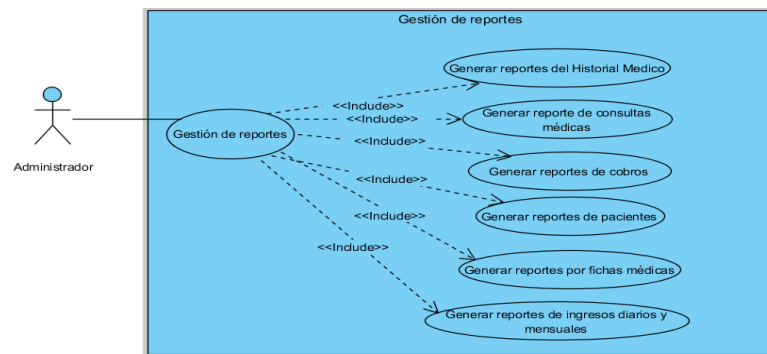 Gestión de reportes
Generar reportes del Historial Medico
<<Include>>
<<Include>>
Generar reporte de consultas
médicas
Gestión de reportes
<<Include>>
Administrador
Generar reportes de cobros
<<Include>>
Generar reportes de pacientes
<<Include>>
<<Include>>
Generar reportes por fichas médicas
Generar reportes de ingresos diarios y
mensuales